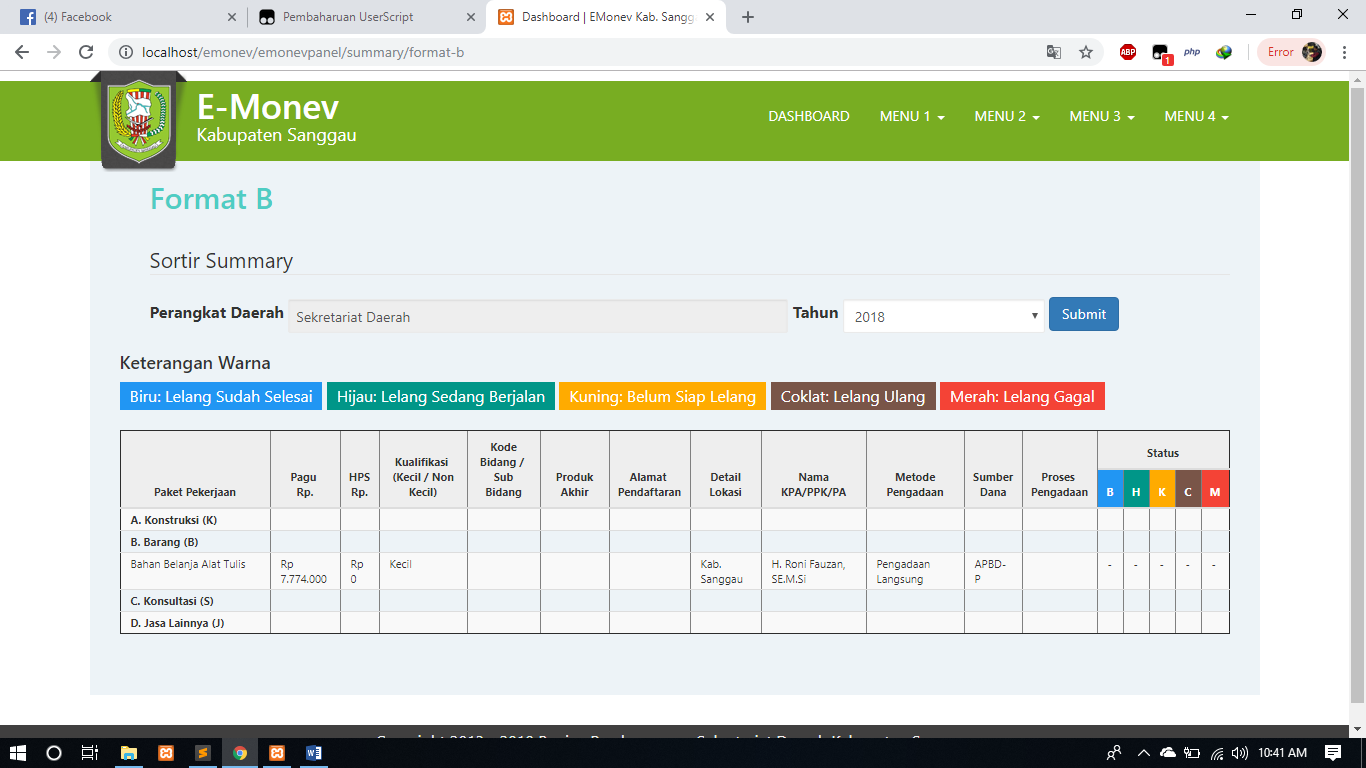 (4) Facebook
Pembaharuan UserScript
Dashboard | EMonev Kab. Sangg
localhost/emonev/emonevpanel/summary/format-b
ABP
1
php
Error
E-Monev
Kabupaten Sanggau
DASHBOARD
MENU 1
MENU 2
MENU 3
MENU 4
Format B
Sortir Summary
Perangkat Daerah
Sekretariat Daerah
Tahun
2018
Submit
Keterangan Warna
Biru: Lelang Sudah Selesai
Hijau: Lelang Sedang Berjalan
Kuning: Belum Siap Lelang
Coklat: Lelang Ulang
Merah: Lelang Gagal
Paket Pekerjaan
Pagu
Rp.
HPS
Rp.
Kualifikasi
(Kecil / Non
Kecil)
Kode
Bidang /
Sub
Bidang
Produk
Akhir
Alamat
Pendaftaran
Detail
Lokasi
Nama
KPA/PPK/PA
Metode
Pengadaan
Sumber
Dana
Proses
Pengadaan
Status
B H K C M
A. Konstruksi (K)
B. Barang (B)
Bahan Belanja Alat Tulis
Rp
7.774.000
Rp
0
Kecil
Kab.
Sanggau
H. Roni Fauzan,
SE.M.Si
Pengadaan
Langsung
APBD-
P
- - - - -
C. Konsultasi (S)
D. Jasa Lainnya (J)
10:41 AM